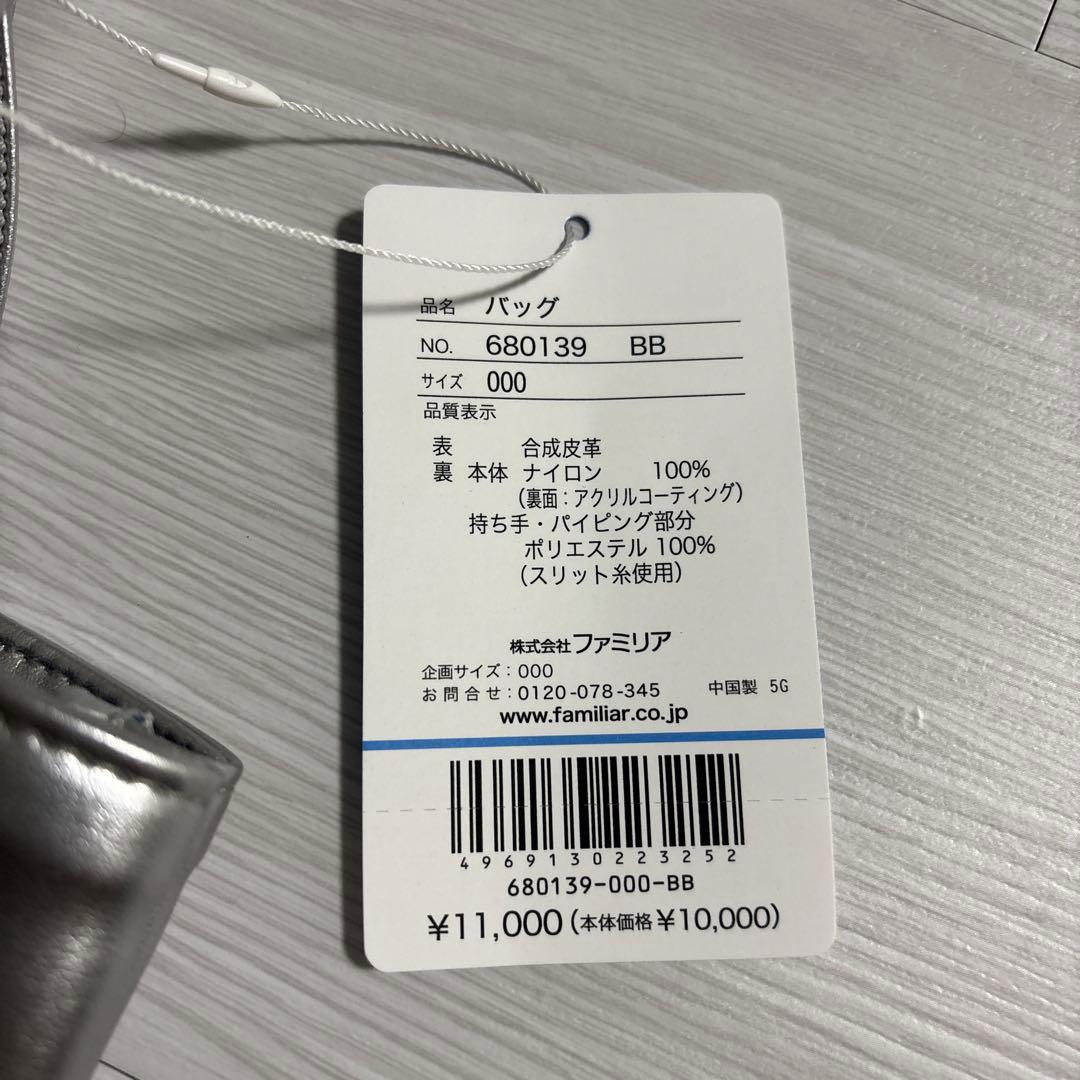 品名 バッグ
NO. 680139 BB
サイズ 000
品質表示
表 合成皮革
裏 本体 ナイロン 100%
(裏面:アクリルコーティング)
持ち手・パイピング部分
ポリエステル 100%
(スリット糸使用)
株式会社ファミリア
企画サイズ:000
お問合せ:0120-078-345 中国製 5G
www.familiar.co.jp
4969130223252
680139-000-BB
¥11,000(本体価格¥10,000)